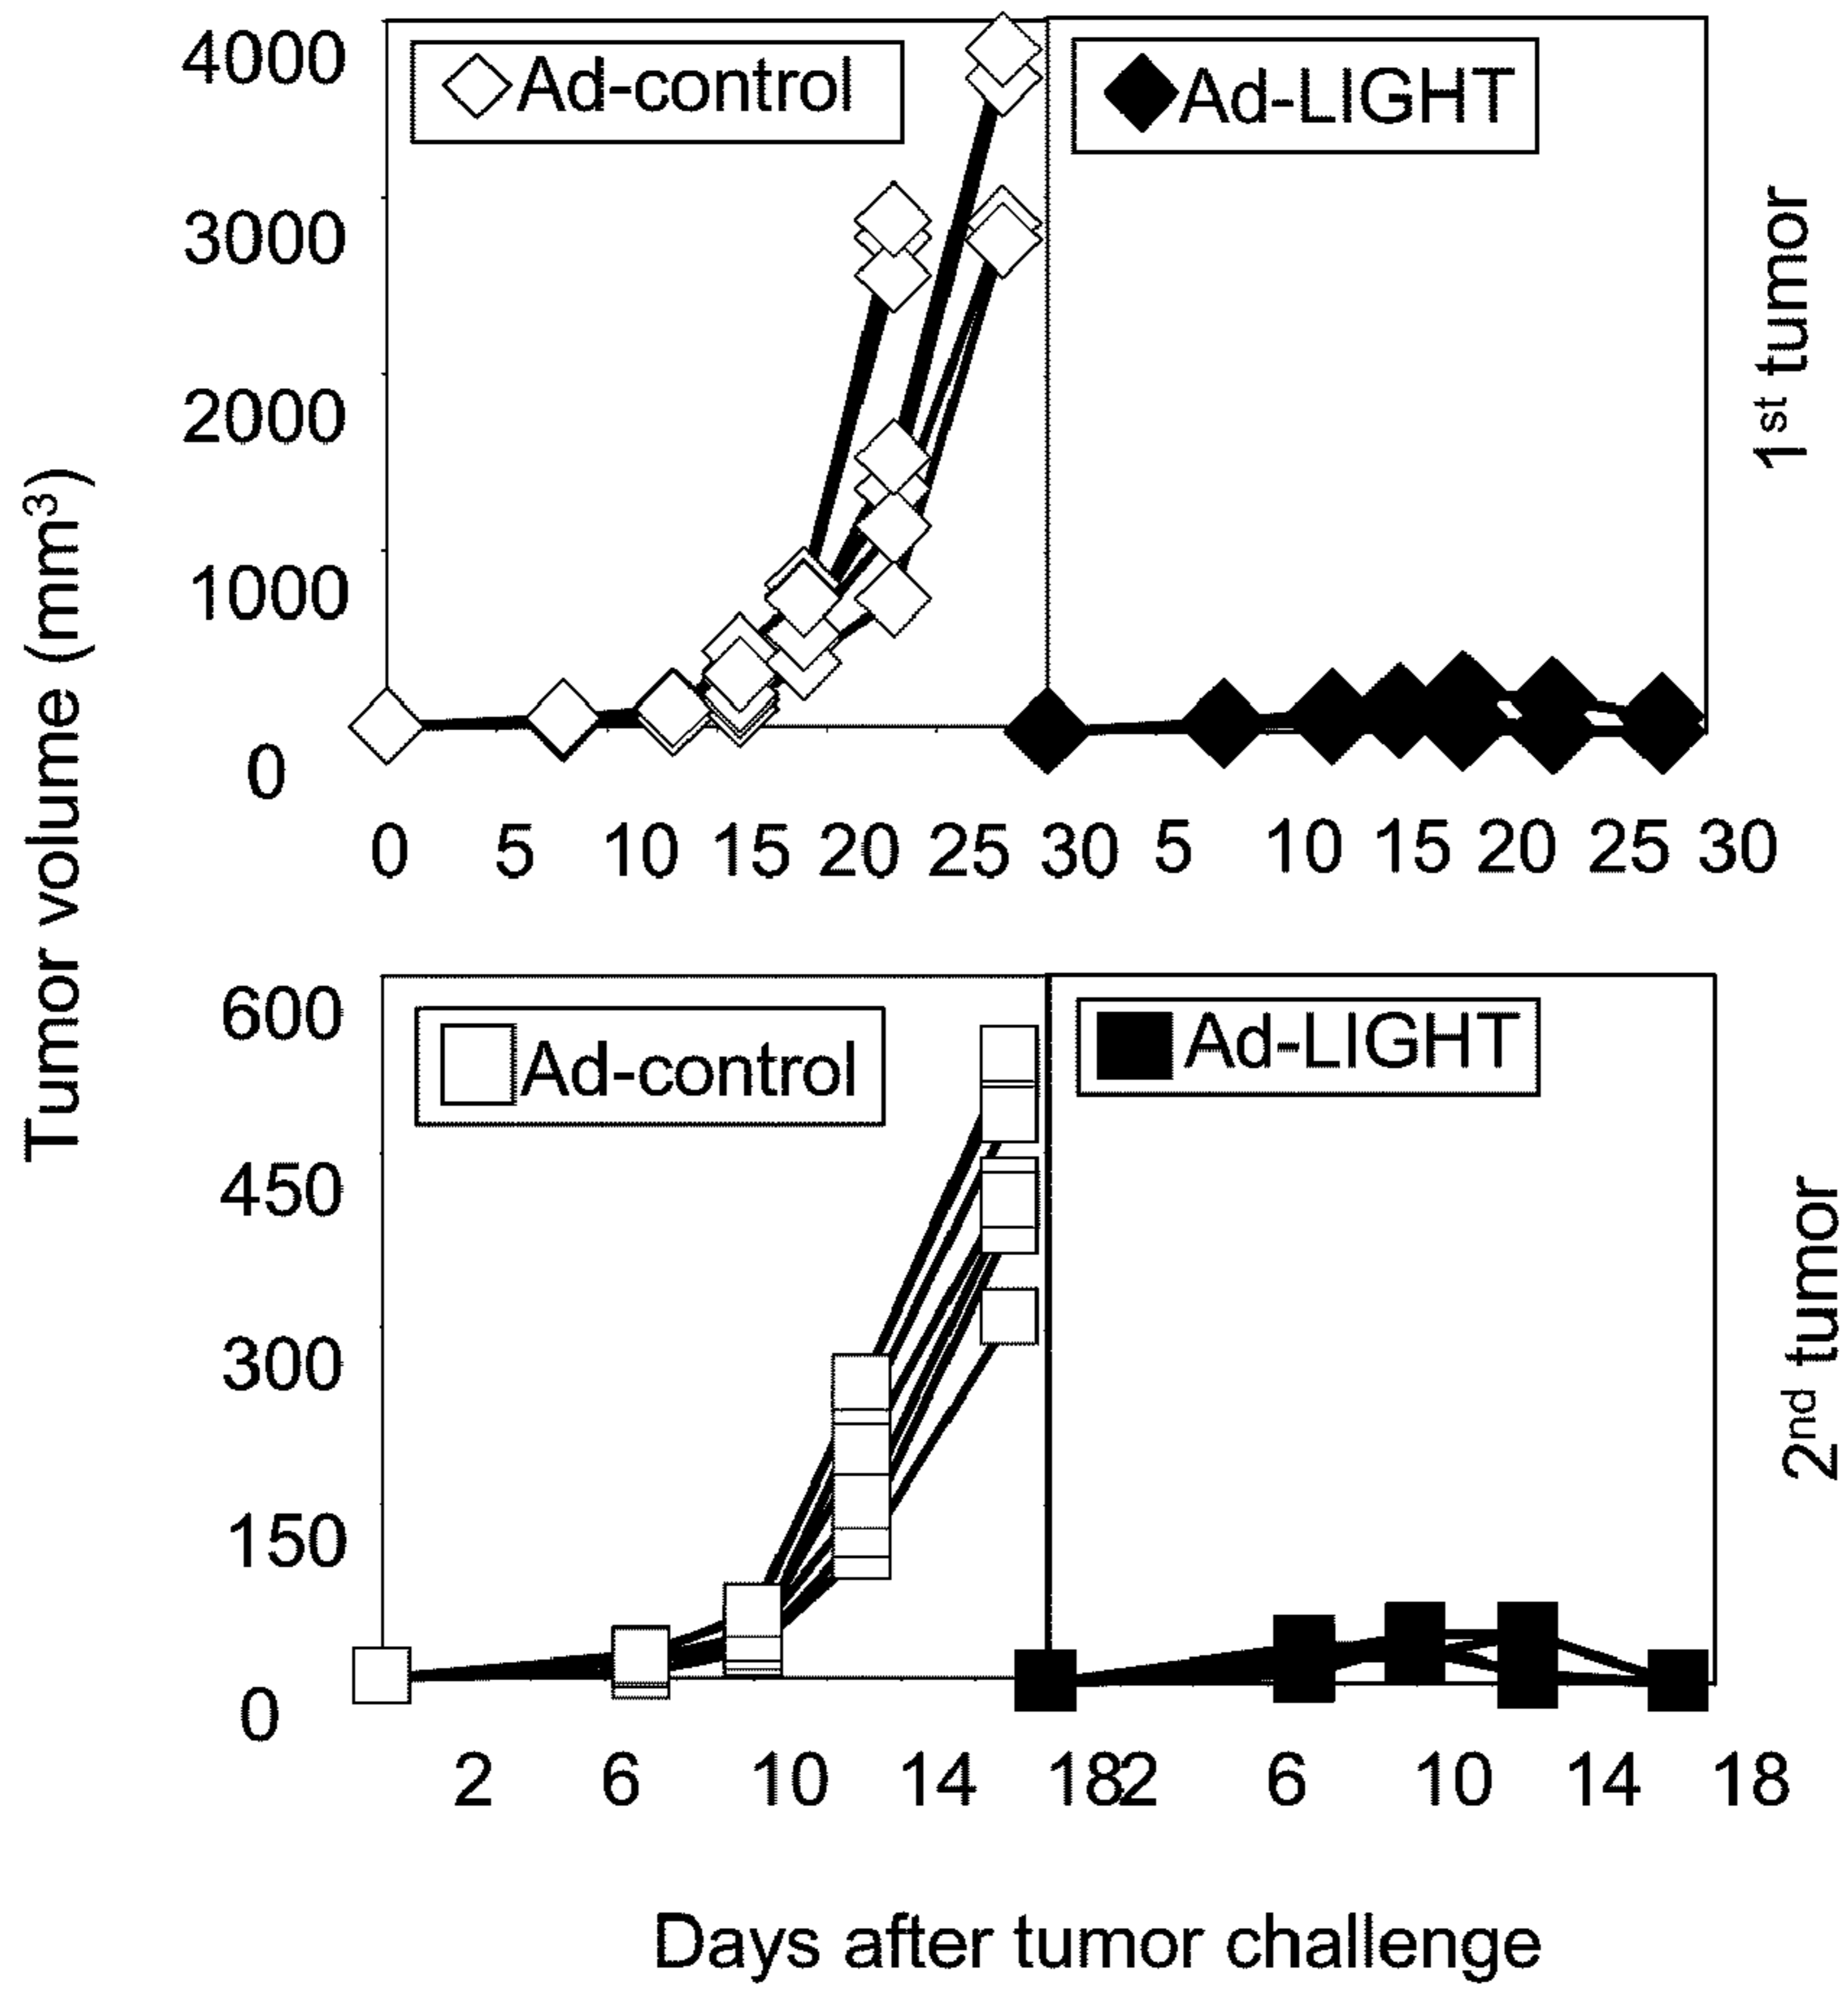 Tumor volume (mm³)
4000
3000
2000
1000
0
Ad-control
Ad-LIGHT
1st tumor
0 5 10 15 20 25 30 5 10 15 20 25 30
600
450
300
150
0
Ad-control
Ad-LIGHT
2nd tumor
2 6 10 14 182 6 10 14 18
Days after tumor challenge